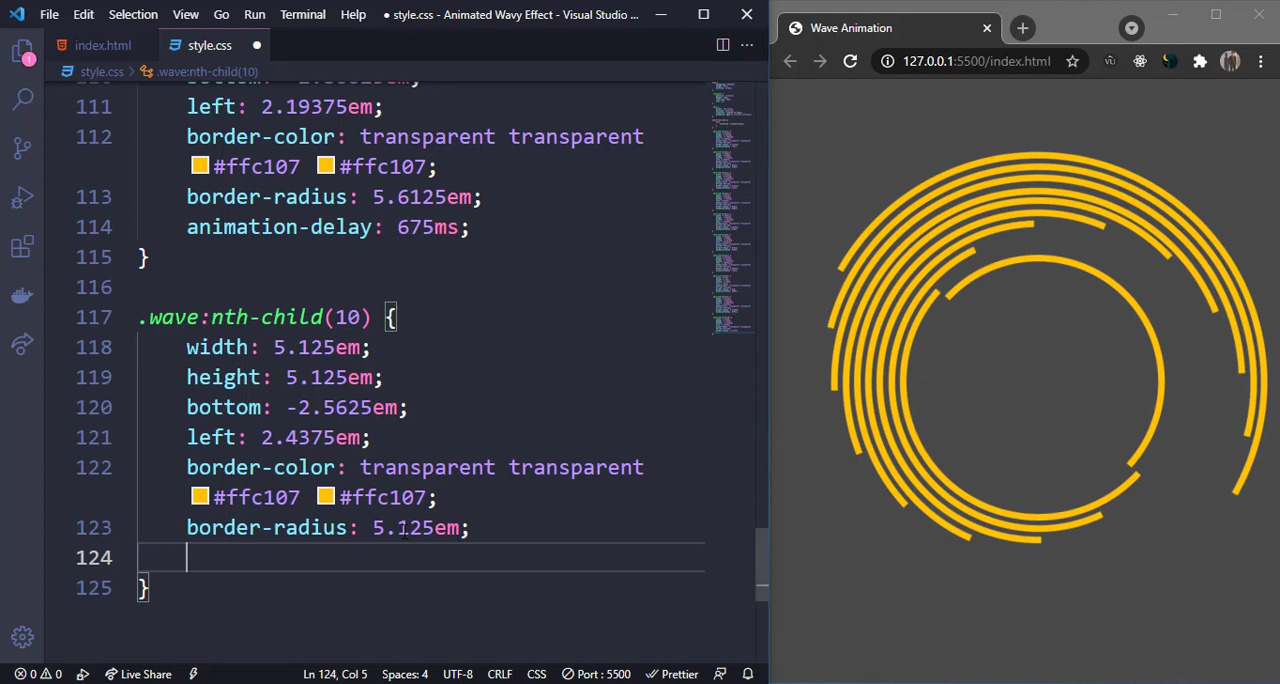 File Edit Selection View Go Run Terminal Help ● style.css - Animated Wavy Effect - Visual Studio ...
Wave Animation
index.html style.css
127.0.0.1:5500/index.html
style.css > .wave:nth-child(10)
1
111 left: 2.19375em;
112 border-color: transparent transparent
#ffc107 #ffc107;
113 border-radius: 5.6125em;
114 animation-delay: 675ms;
115 }
116
117 .wave:nth-child(10) {
118 width: 5.125em;
119 height: 5.125em;
120 bottom: -2.5625em;
121 left: 2.4375em;
122 border-color: transparent transparent
#ffc107 #ffc107;
123 border-radius: 5.125em;
124
125 }
0 0 Live Share Ln 124, Col 5 Spaces: 4 UTF-8 CRLF CSS Port : 5500 Prettier